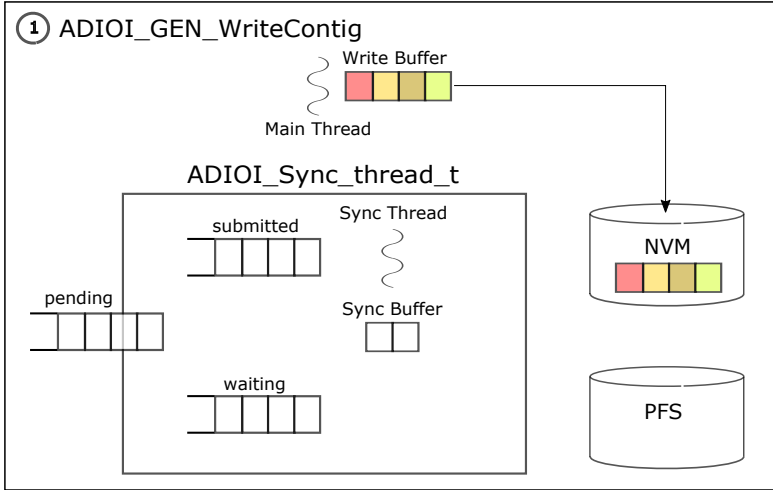 1 ADIOI_GEN_WriteContig
Write Buffer
Main Thread
ADIOI_Sync_thread_t
submitted
Sync Thread
NVM
pending
Sync Buffer
waiting
PFS